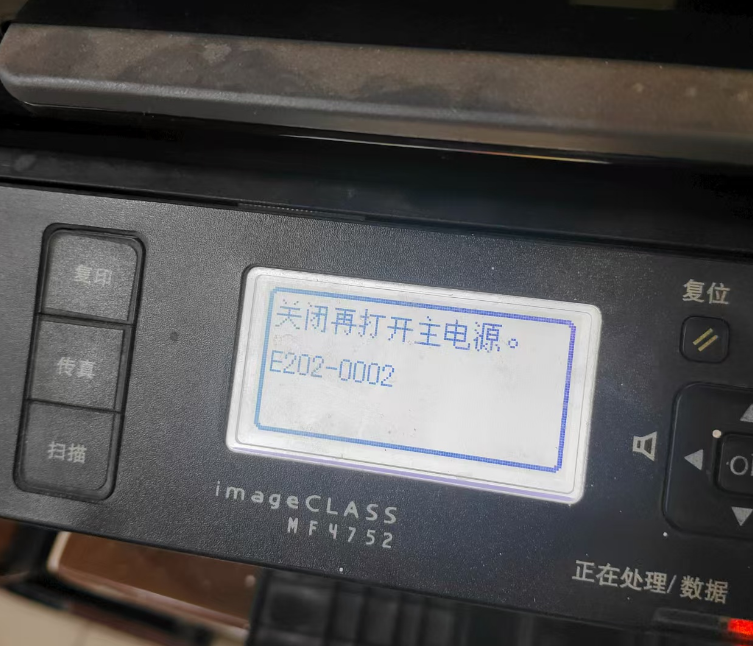 复印
传真
扫描
关闭再打开主电源。
E202-0002
imageCLASS
MF4752
复位
正在处理/数据